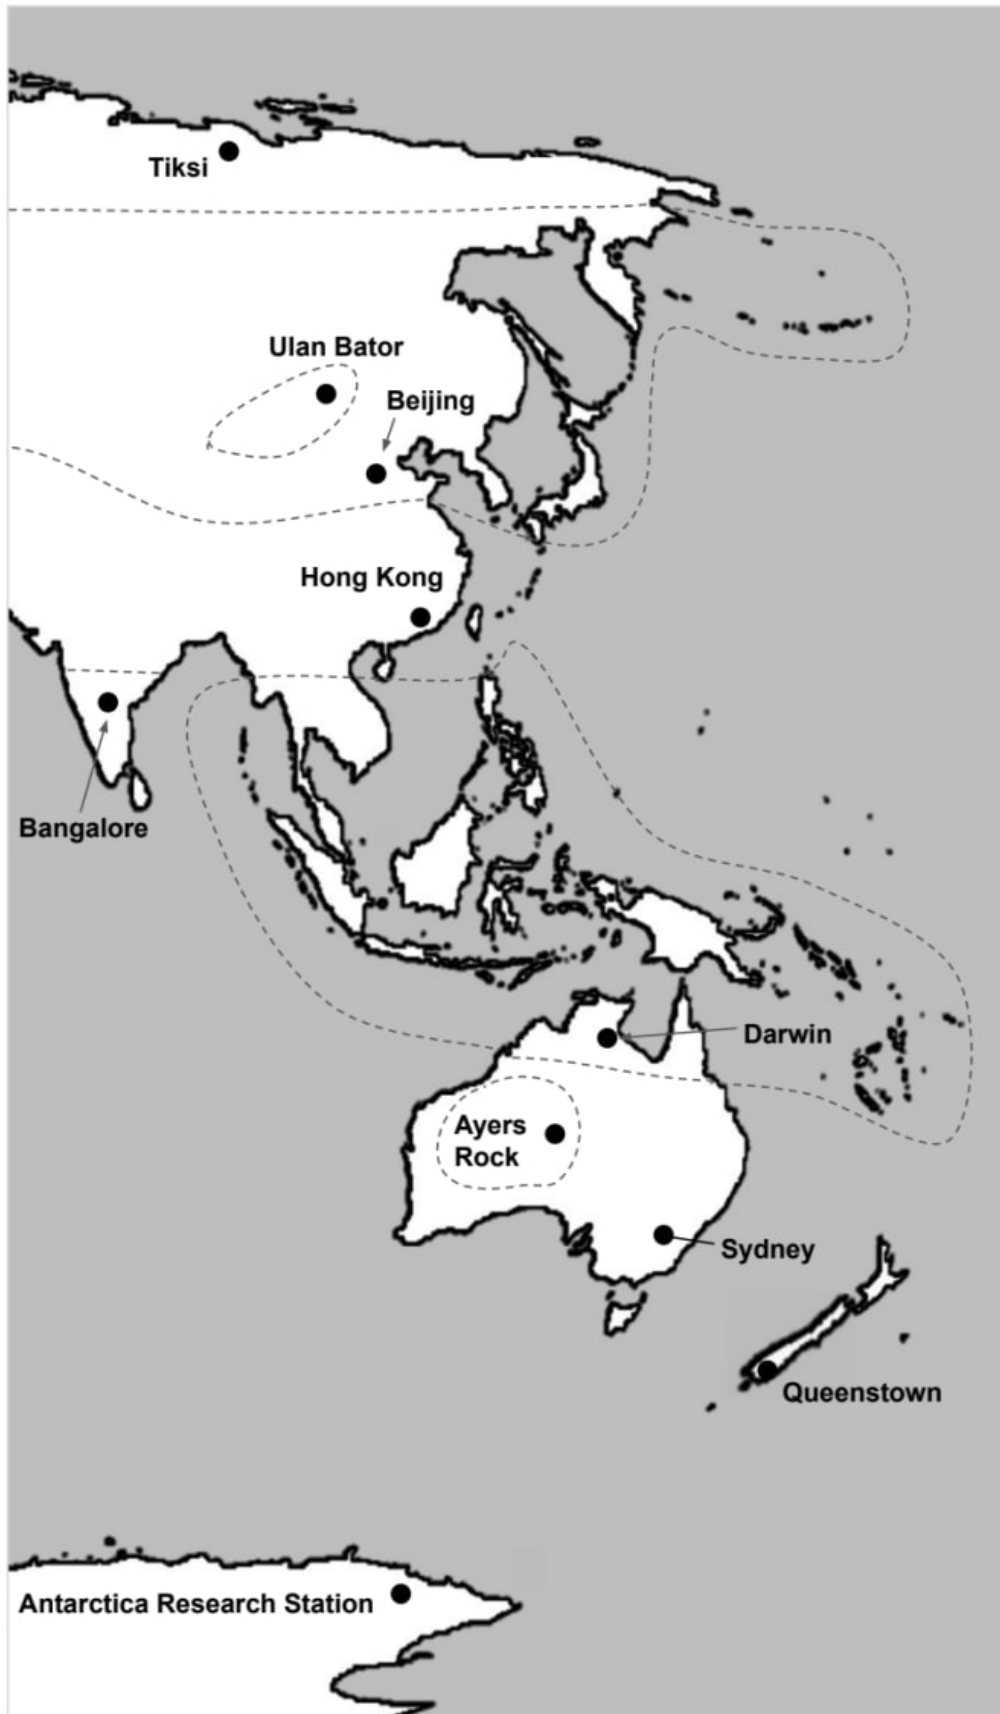 Tiksi
Ulan Bator
Beijing
Hong Kong
Bangalore
Darwin
Ayers
Rock
Sydney
Queenstown
Antarctica Research Station